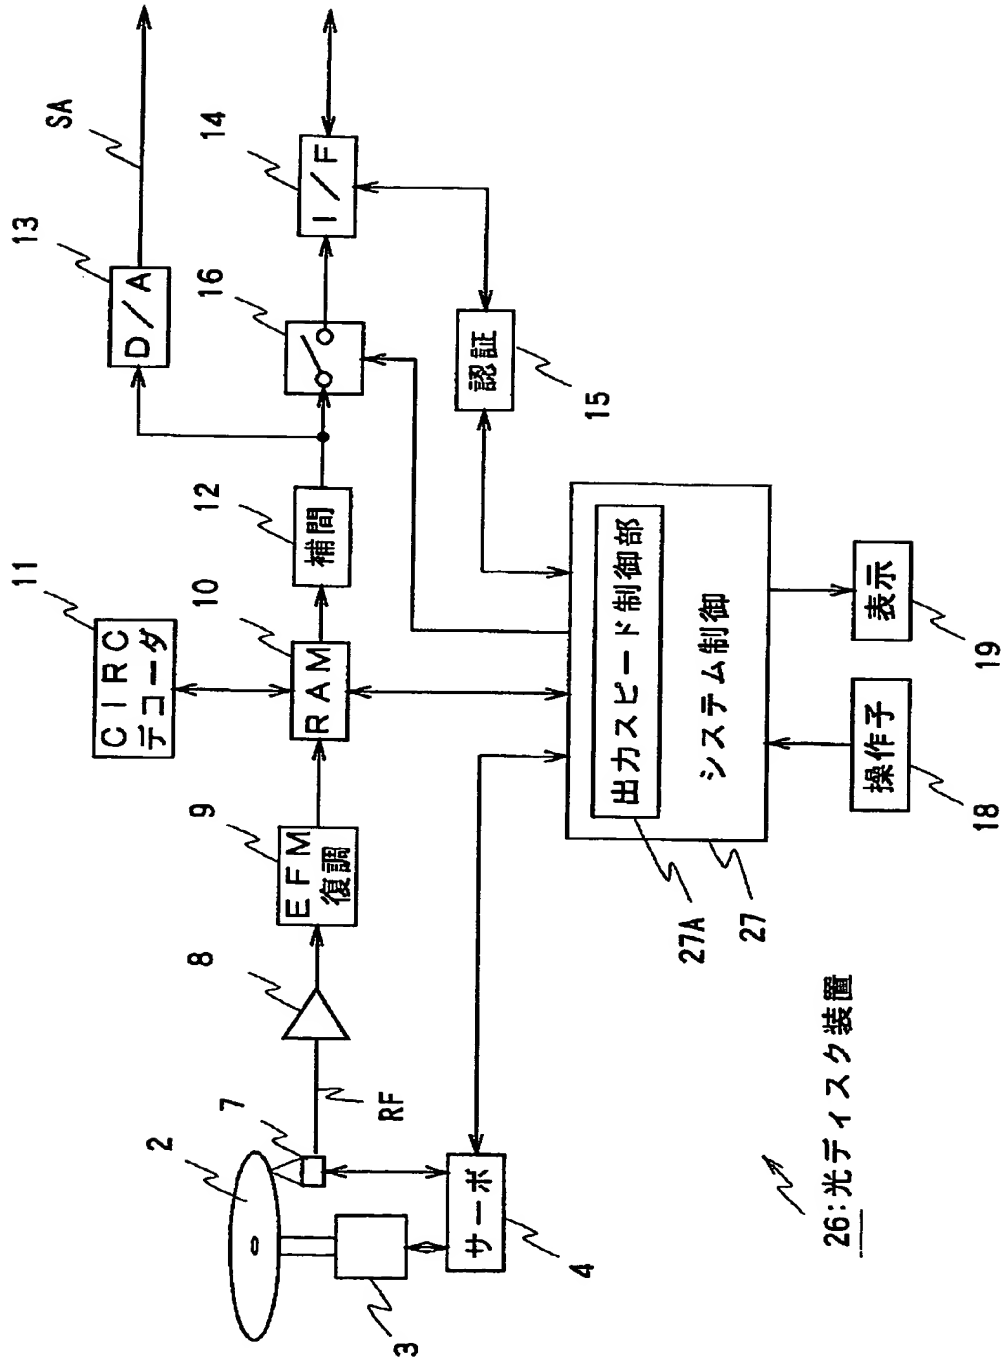 SA
13
D/A
14
I/F
16
認証
15
11
CIRC
デコーダ
10
RAM
12
補間
9
EFM
復調
8
RF
7
2
3
サーボ
4
出力スピード制御部
システム制御
27A
27
操作子
18
表示
19
26:光ディスク装置